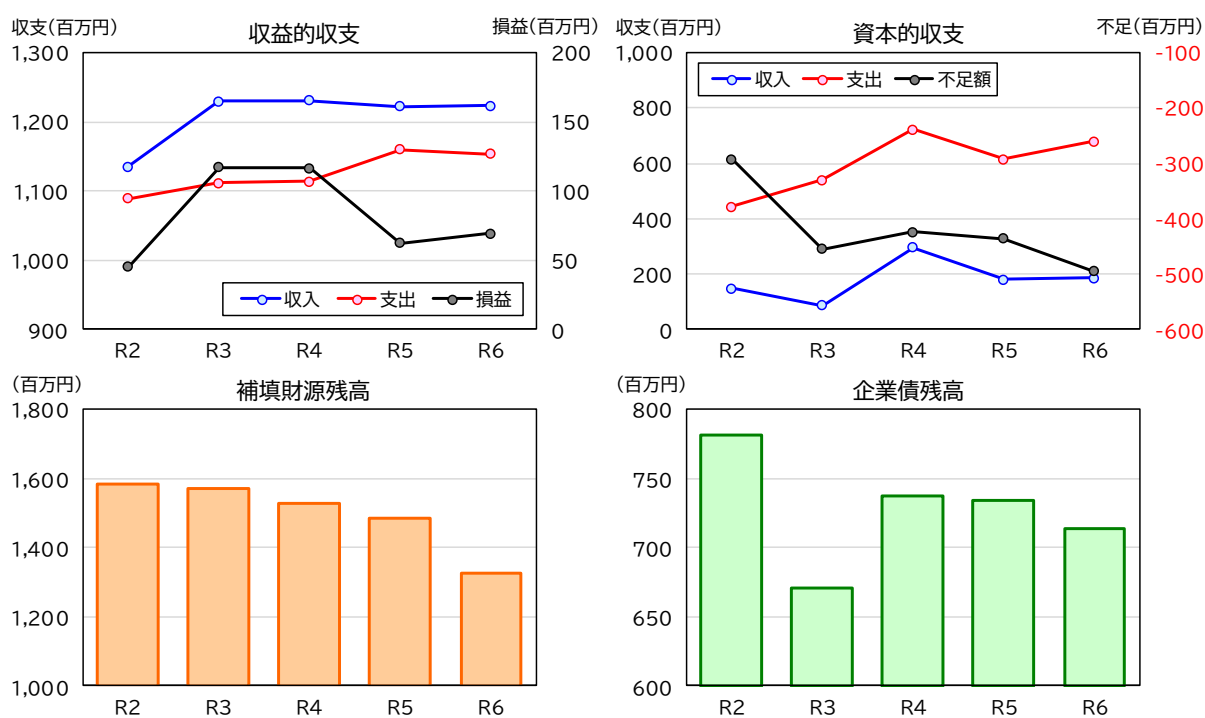 収支(百万円) 収益的収支 損益(百万円)
1,300 200
1,200 150
1,100 100
1,000 50
収入 支出 損益
900 0
R2 R3 R4 R5 R6
収支(百万円) 資本的収支 不足(百万円)
1,000 -100
収入 支出 不足額
800 -200
600 -300
400 -400
200 -500
0 -600
R2 R3 R4 R5 R6
(百万円) 補填財源残高
1,800
1,600
1,400
1,200
1,000
R2 R3 R4 R5 R6
(百万円) 企業債残高
800
750
700
650
600
R2 R3 R4 R5 R6